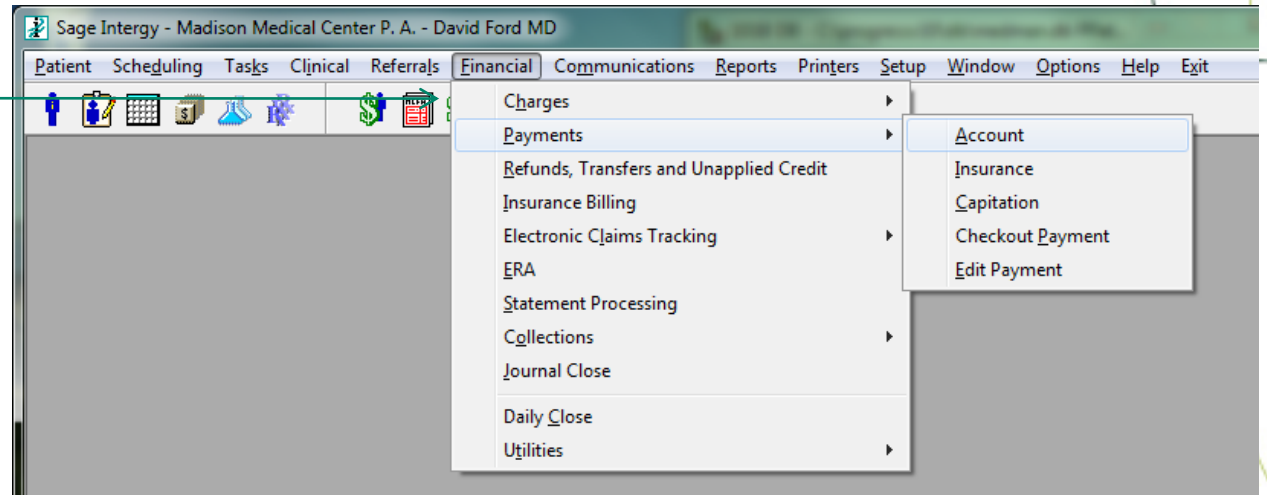 Sage Intergy - Madison Medical Center P. A. - David Ford MD
Patient Scheduling Tasks Clinical Referrals Financial Communications Reports Printers Setup Window Options Help Exit
Charges
Payments
Refunds, Transfers and Unapplied Credit
Insurance Billing
Electronic Claims Tracking
ERA
Statement Processing
Collections
Journal Close
Daily Close
Utilities
Account
Insurance
Capitation
Checkout Payment
Edit Payment